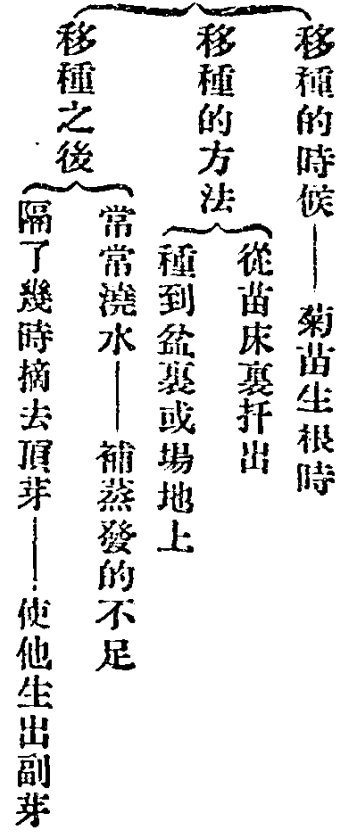 移種的時候——菊苗生根時
移種的方法
從苗床裏扦出
種到盆裏或場地上
移種之後
常常澆水——補蒸發的不足
隔了幾時摘去頂芽——使他生出副芽